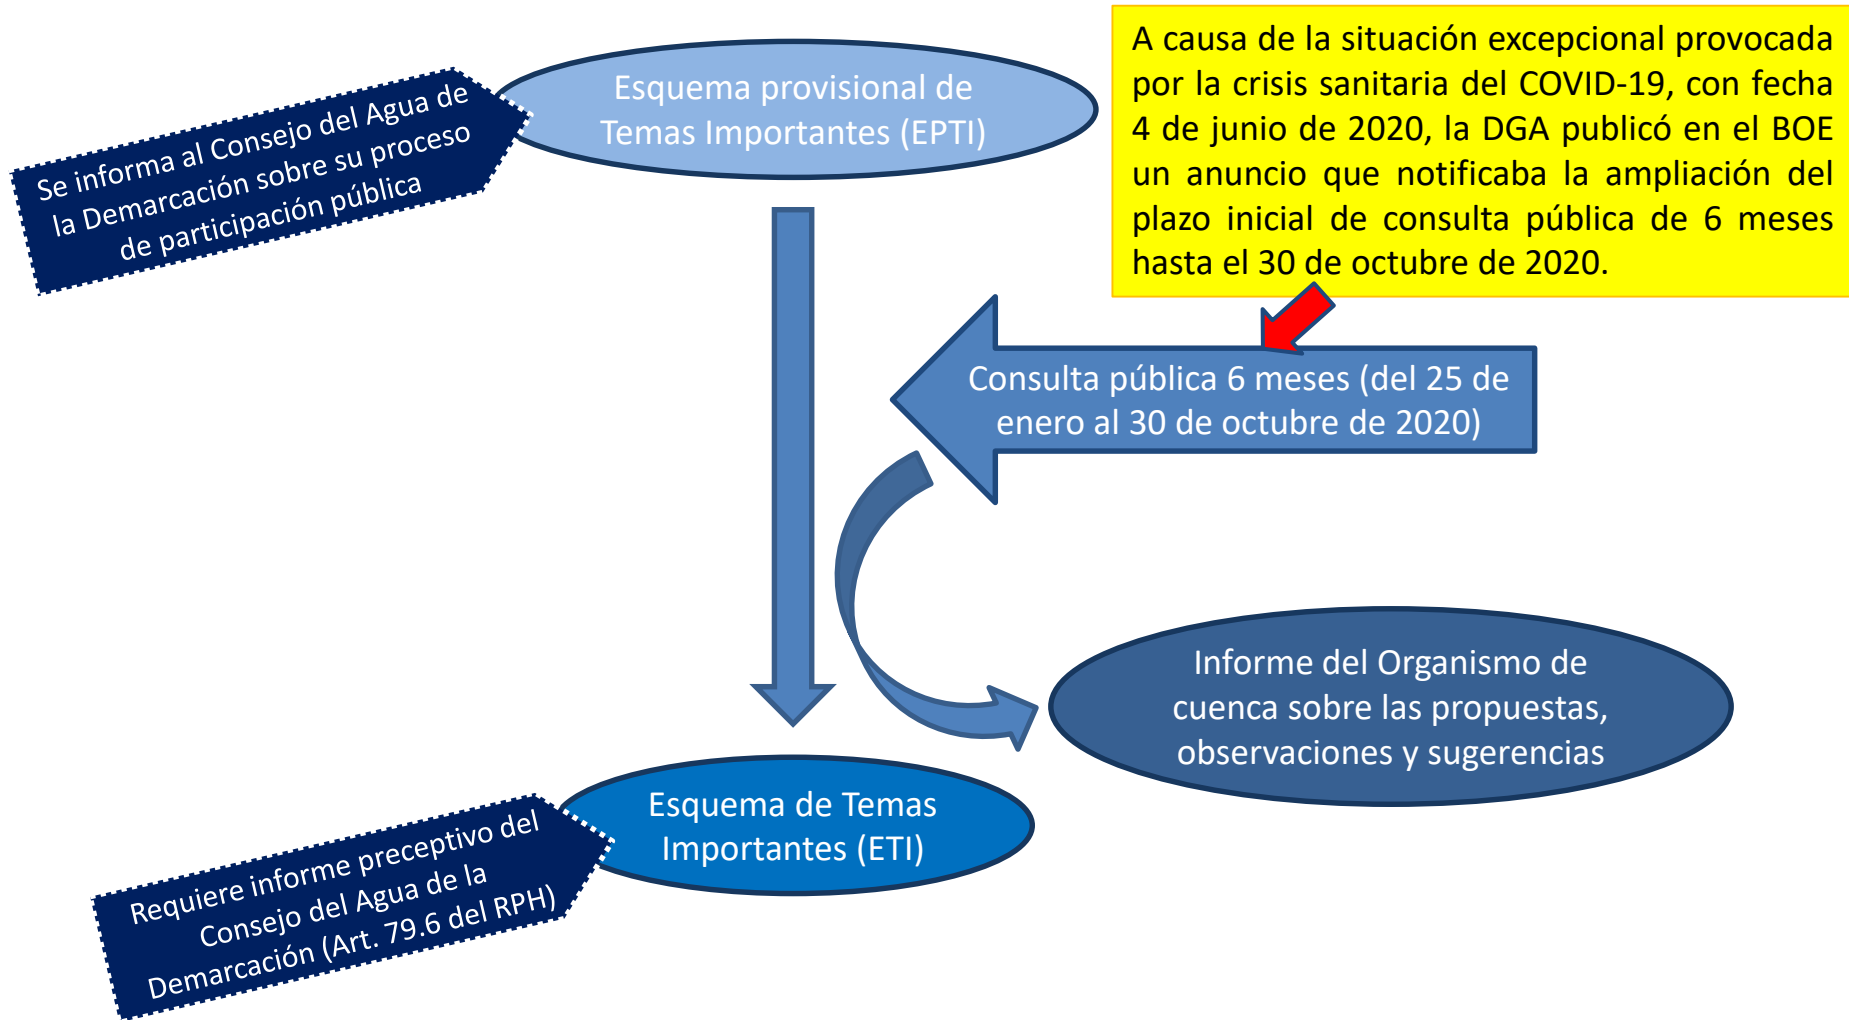 Esquema provisional de
Temas Importantes (EPTI)
Se informa al Consejo del Agua de
la Demarcación sobre su proceso
de participación pública
A causa de la situación excepcional provocada
por la crisis sanitaria del COVID-19, con fecha
4 de junio de 2020, la DGA publicó en el BOE
un anuncio que notificaba la ampliación del
plazo inicial de consulta pública de 6 meses
hasta el 30 de octubre de 2020.
Consulta pública 6 meses (del 25 de
enero al 30 de octubre de 2020)
Informe del Organismo de
cuenca sobre las propuestas,
observaciones y sugerencias
Esquema de Temas
Importantes (ETI)
Requiere informe preceptivo del
Consejo del Agua de la
Demarcación (Art. 79.6 del RPH)